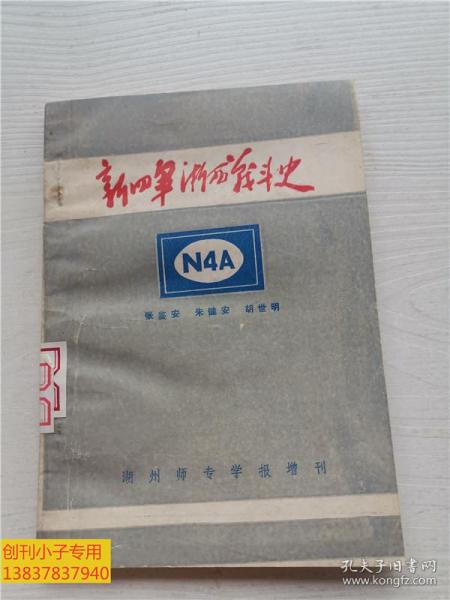 新四军浙西战斗史
N4A
张鉴安 朱健安 胡世明
湖州师专学报增刊
创刊小子专用
13837837940
孔夫子旧书网
www.kongfz.com